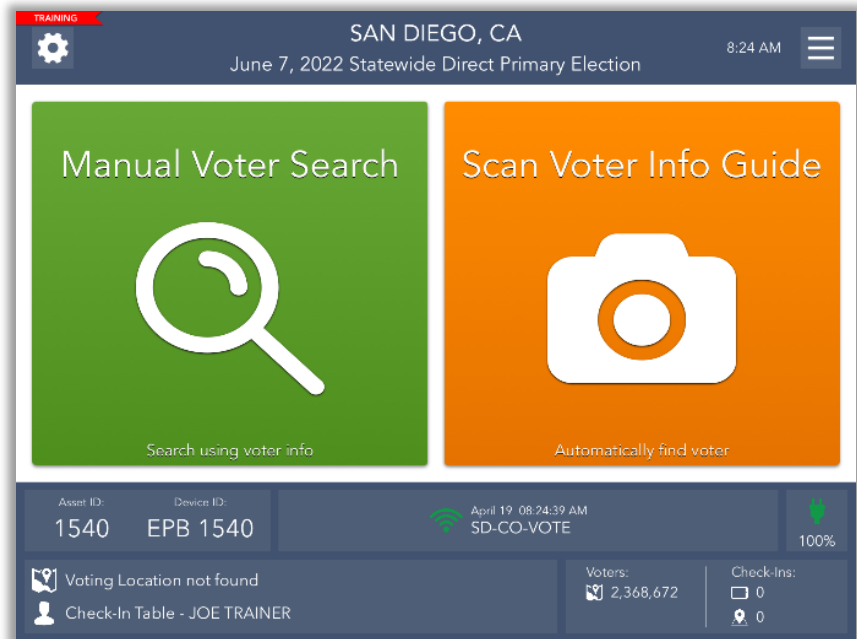 TRAINING
SAN DIEGO, CA
June 7, 2022 Statewide Direct Primary Election
8:24 AM
Manual Voter Search
Search using voter info
Scan Voter Info Guide
Automatically find voter
Asset ID:
1540
Device ID:
EPB 1540
April 19 08:24:39 AM
SD-CO-VOTE
100%
Voting Location not found
Check-In Table - JOE TRAINER
Voters:
2,368,672
Check-Ins:
0
0